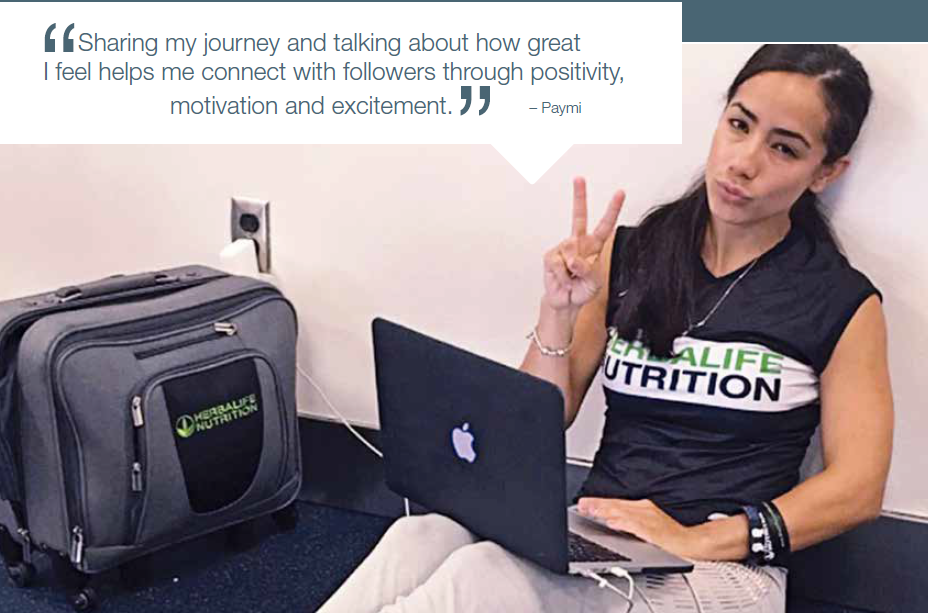 “Sharing my journey and talking about how great
I feel helps me connect with followers through positivity,
motivation and excitement.” – Paymi
HERBALIFE
NUTRITION
HERBALIFE
NUTRITION